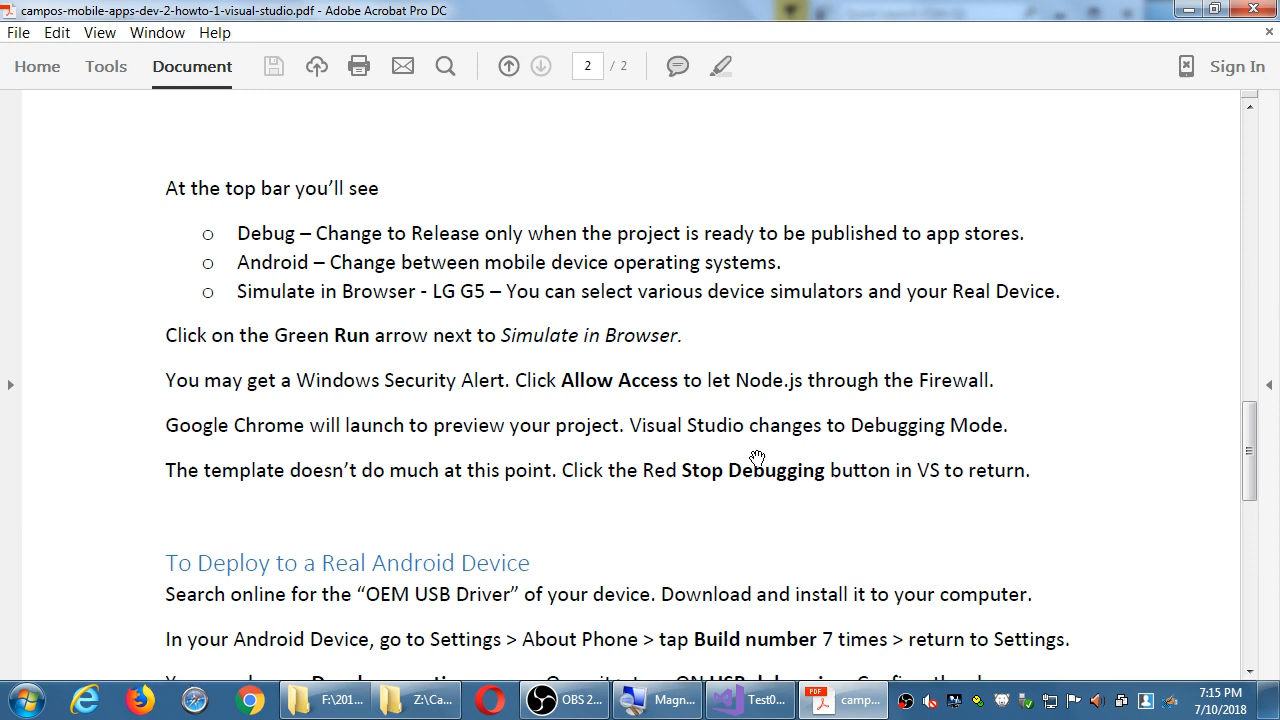 campos-mobile-apps-dev-2-howto-1-visual-studio.pdf - Adobe Acrobat Pro DC
File Edit View Window Help
Home Tools Document 2 / 2 Sign In
At the top bar you’ll see
o Debug – Change to Release only when the project is ready to be published to app stores.
o Android – Change between mobile device operating systems.
o Simulate in Browser - LG G5 – You can select various device simulators and your Real Device.
Click on the Green Run arrow next to Simulate in Browser.
You may get a Windows Security Alert. Click Allow Access to let Node.js through the Firewall.
Google Chrome will launch to preview your project. Visual Studio changes to Debugging Mode.
The template doesn’t do much at this point. Click the Red Stop Debugging button in VS to return.
To Deploy to a Real Android Device
Search online for the “OEM USB Driver” of your device. Download and install it to your computer.
In your Android Device, go to Settings > About Phone > tap Build number 7 times > return to Settings.
F:\201... Z:\Ca... OBS 2... Magn... Test0... PDF camp... 7:15 PM
7/10/2018